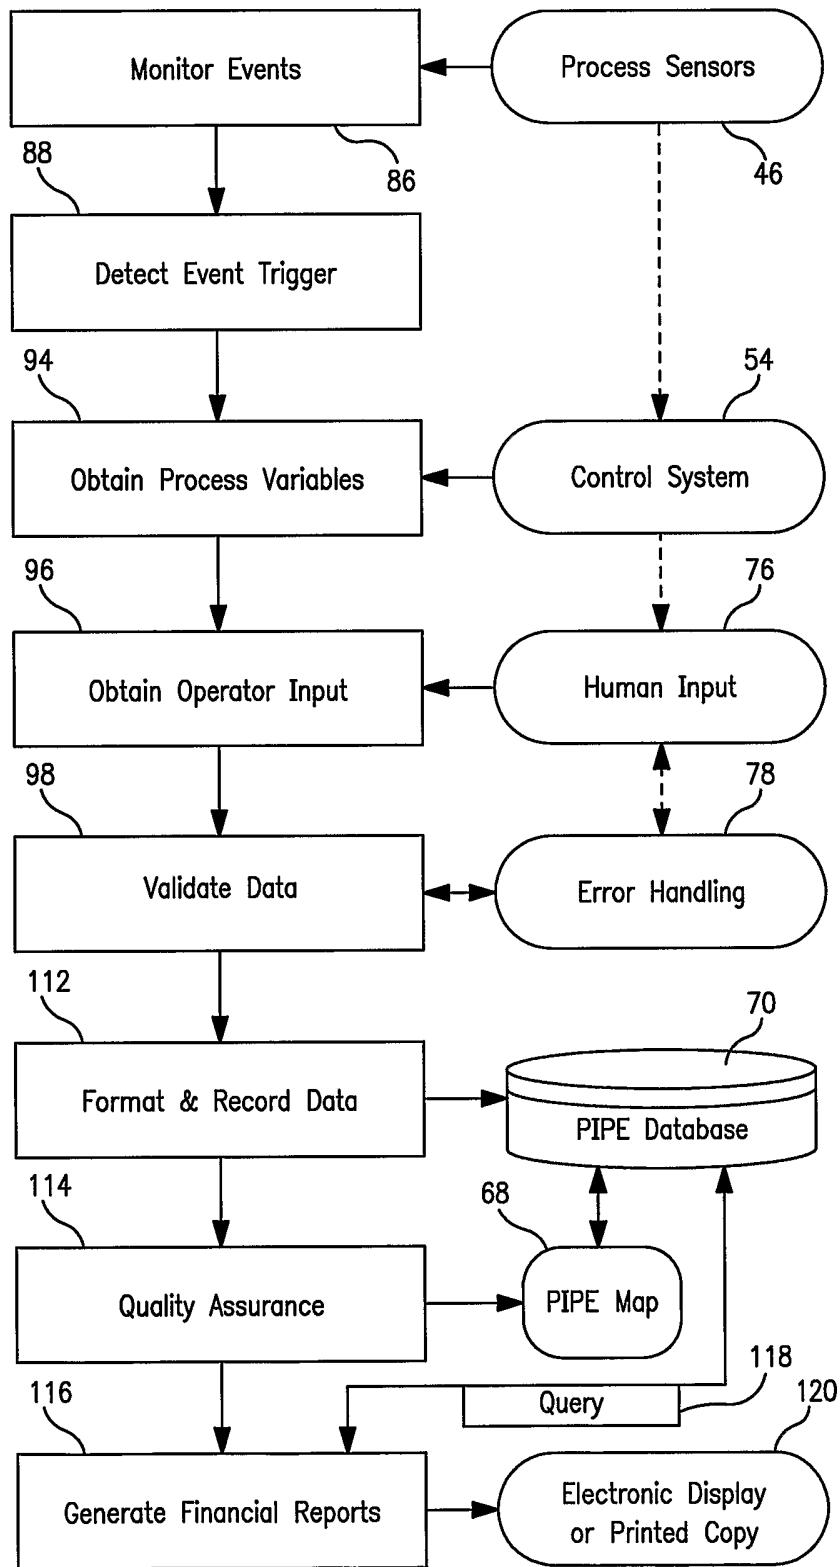 Monitor Events
Process Sensors
88
86
46
Detect Event Trigger
94
54
Obtain Process Variables
Control System
96
76
Obtain Operator Input
Human Input
98
78
Validate Data
Error Handling
112
70
Format & Record Data
PIPE Database
114
68
Quality Assurance
PIPE Map
116
Query
118
120
Generate Financial Reports
Electronic Display
or Printed Copy